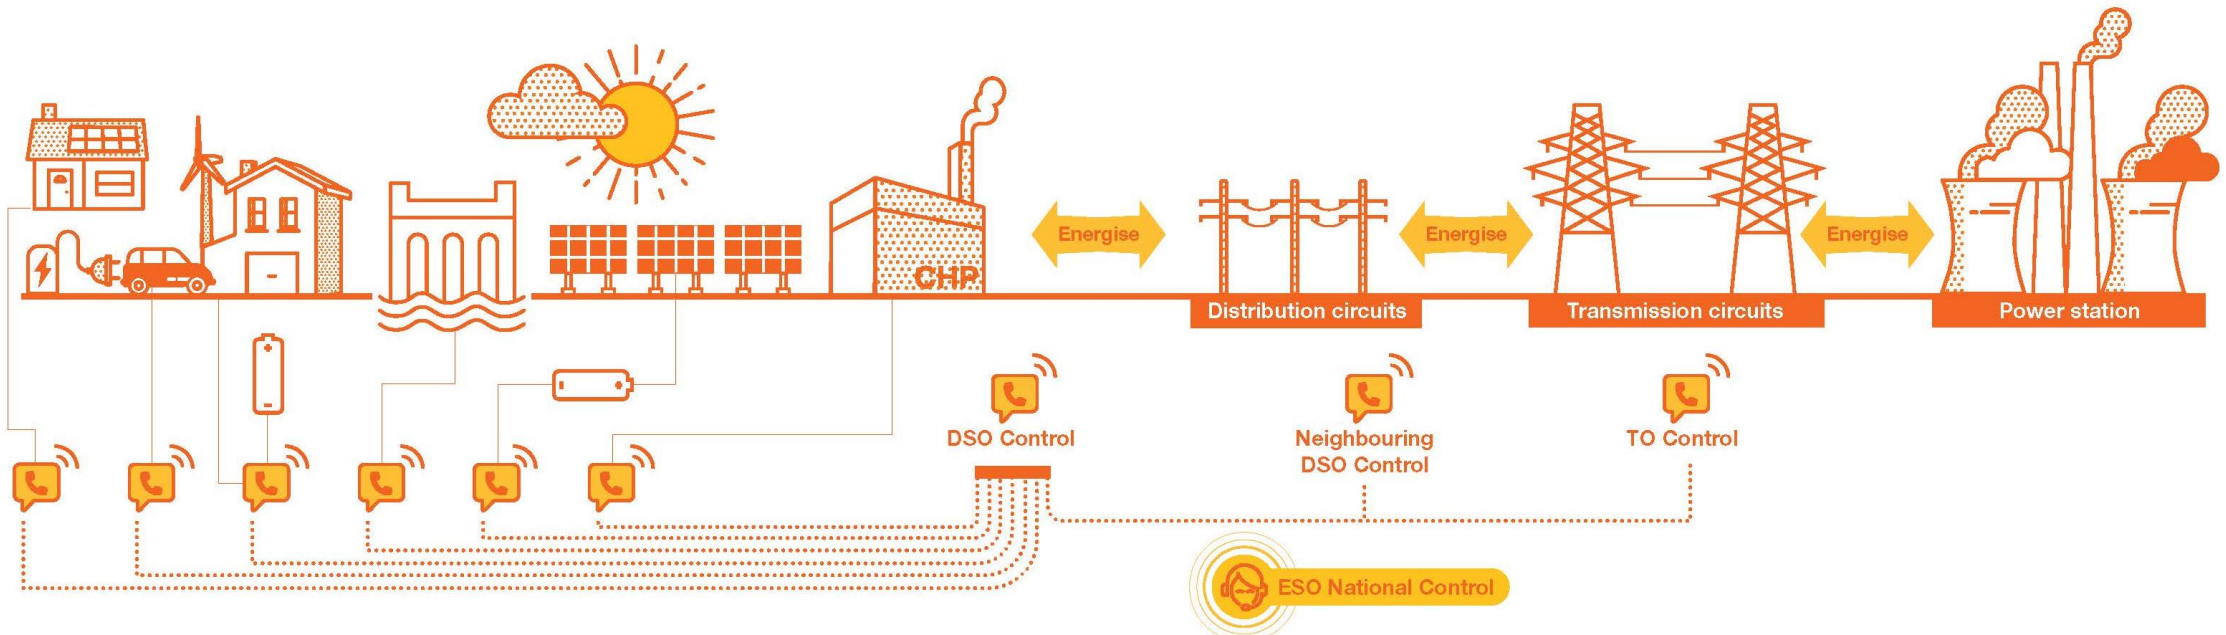 CHP
Energise
Energise
Energise
Distribution circuits
Transmission circuits
Power station
DSO Control
Neighbouring
DSO Control
TO Control
ESO National Control